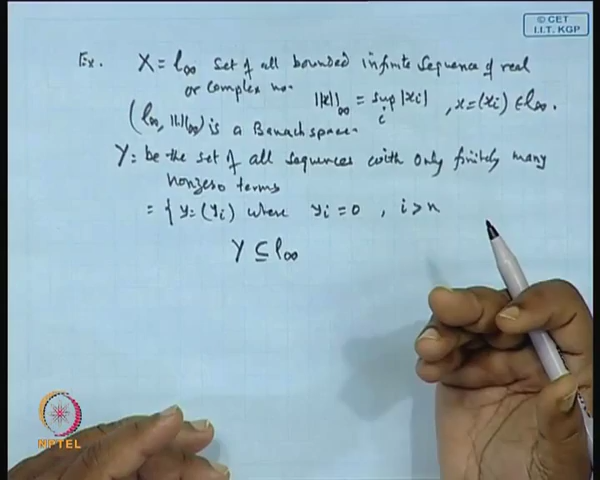 © CET
I.I.T. KGP
Ex. X = l∞ set of all bounded infinite sequence of real
or complex no.
||x||∞ = sup |xi| , x = (xi) ∈ l∞.
i
(l∞, ||.||∞) is a Banach space.
Y = be the set of all sequences with only finitely many
nonzero terms
= { y = (yi) where yi = 0 , i > n
Y ⊆ l∞
NPTEL